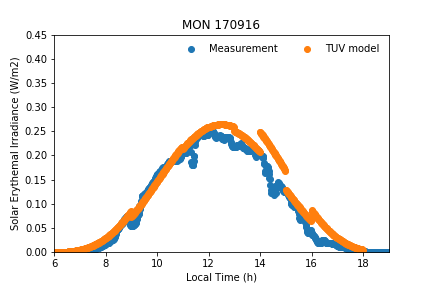 MON 170916
Measurement
TUV model
Solar Erythemal Irradiance (W/m2)
0.45
0.40
0.35
0.30
0.25
0.20
0.15
0.10
0.05
0.00
6 8 10 12 14 16 18
Local Time (h)